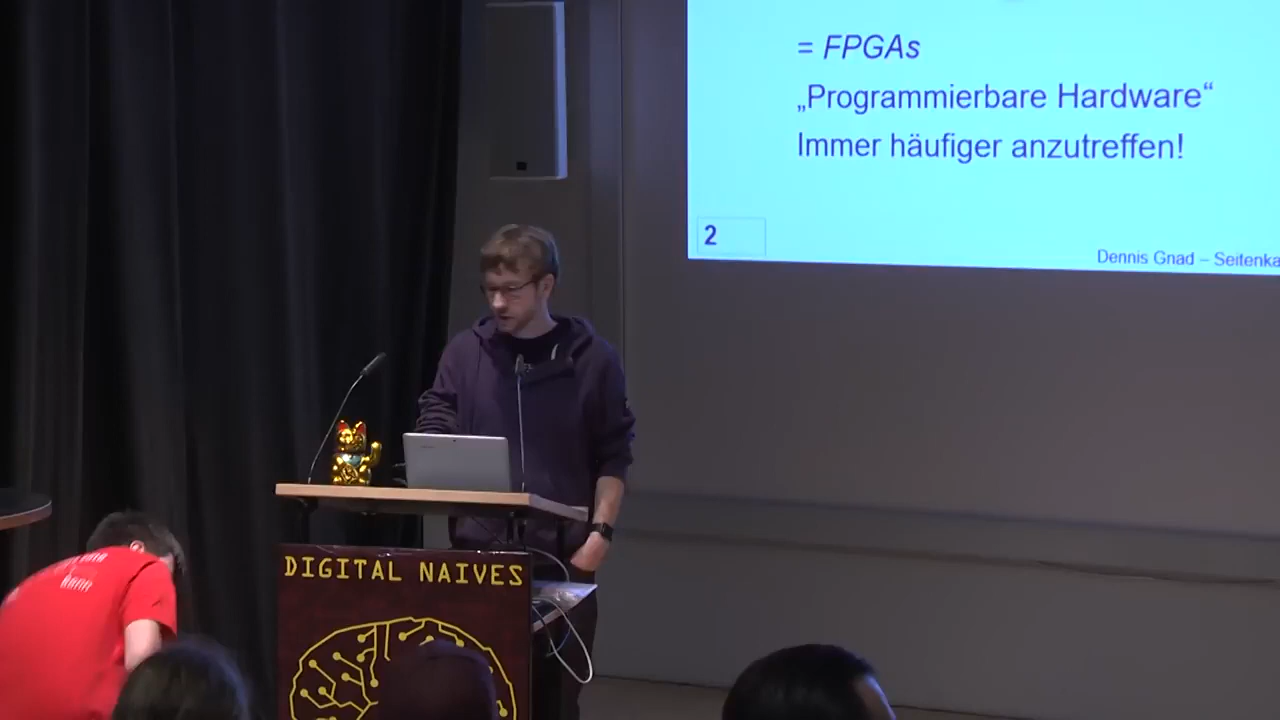 = FPGAs
„Programmierbare Hardware“
Immer häufiger anzutreffen!
2
Dennis Gnad – Seitenka
DIGITAL NAIVES